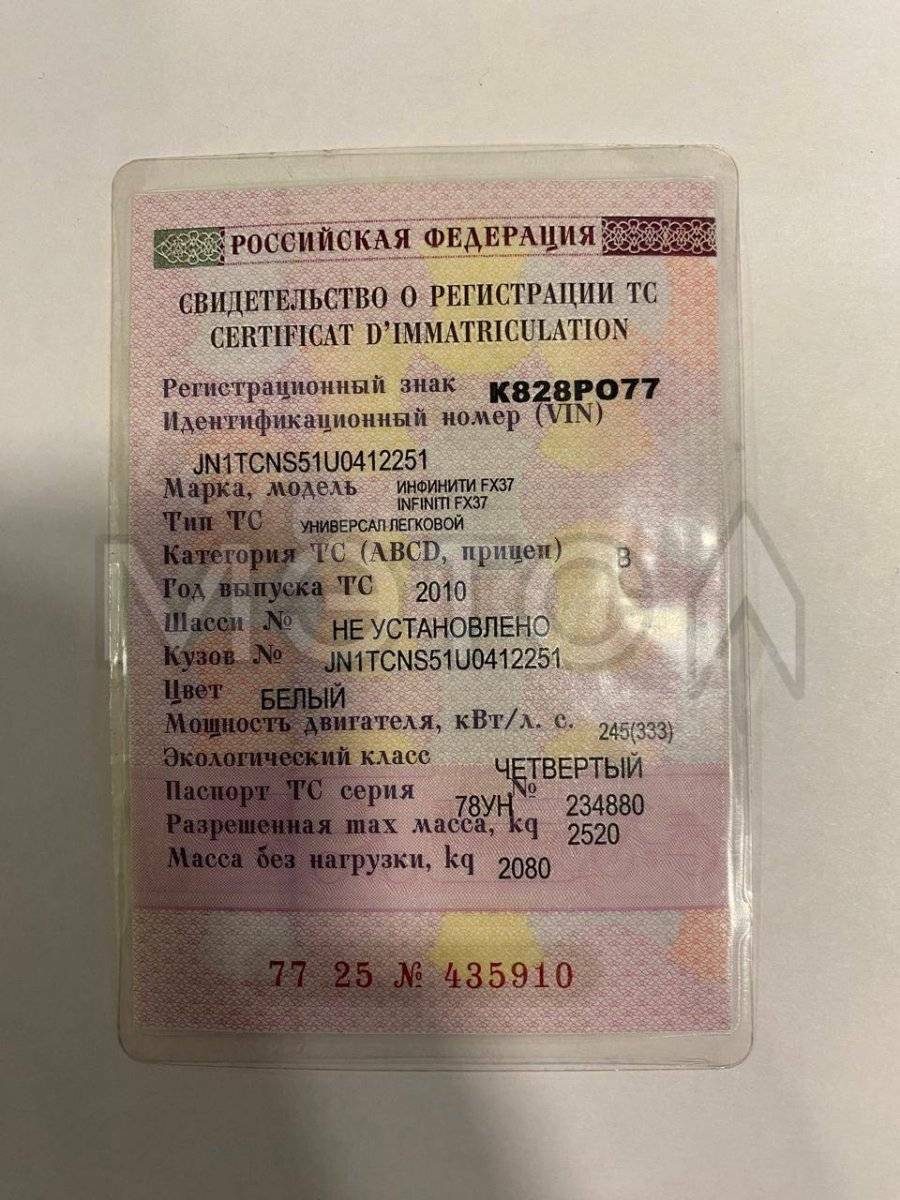 РОССИЙСКАЯ ФЕДЕРАЦИЯ
СВИДЕТЕЛЬСТВО О РЕГИСТРАЦИИ ТС
CERTIFICAT D'IMMATRICULATION
Регистрационный знак К828РО77
Идентификационный номер (VIN)
JN1TCNS51U0412251
Марка, модель ИНФИНИТИ FX37
INFINITI FX37
Тип ТС УНИВЕРСАЛ ЛЕГКОВОЙ
Категория ТС (ABCD, прицеп) B
Год выпуска ТС 2010
Шасси № НЕ УСТАНОВЛЕНО
Кузов № JN1TCNS51U0412251
Цвет БЕЛЫЙ
Мощность двигателя, кВт/л. с. 245(333)
Экологический класс ЧЕТВЕРТЫЙ
Паспорт ТС серия 78УН № 234880
Разрешенная max масса, kg 2520
Масса без нагрузки, kg 2080
77 25 № 435910